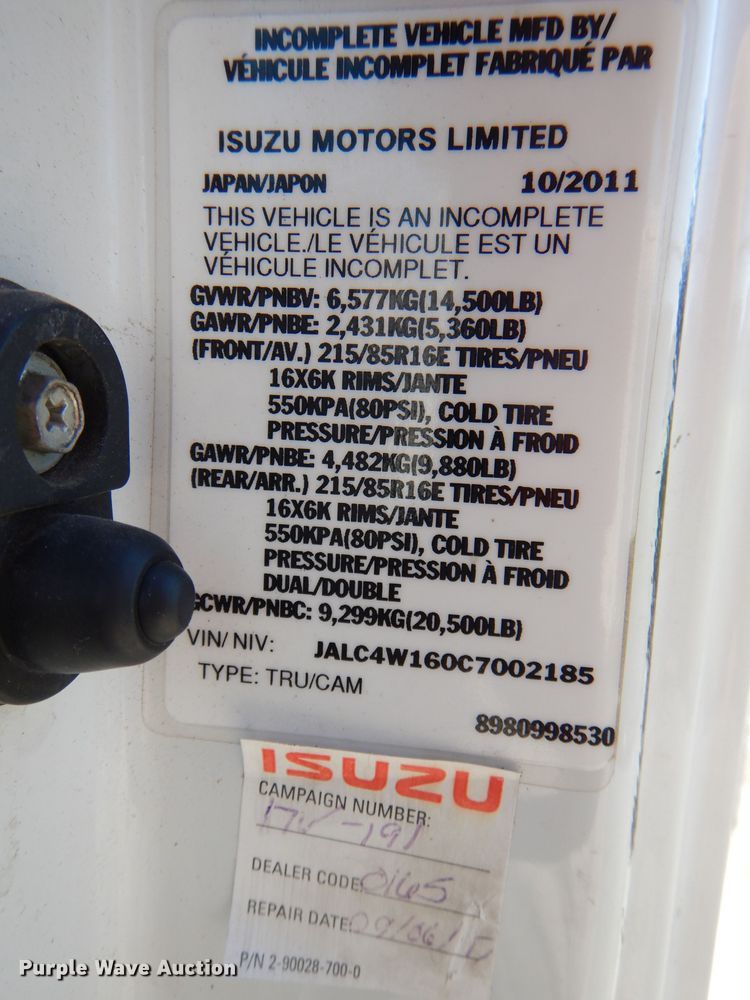 INCOMPLETE VEHICLE MFD BY/
VÉHICULE INCOMPLET FABRIQUÉ PAR
ISUZU MOTORS LIMITED
JAPAN/JAPON 10/2011
THIS VEHICLE IS AN INCOMPLETE
VEHICLE./LE VÉHICULE EST UN
VÉHICULE INCOMPLET.
GVWR/PNBV: 6,577KG(14,500LB)
GAWR/PNBE: 2,431KG(5,360LB)
(FRONT/AV.) 215/85R16E TIRES/PNEU
16X6K RIMS/JANTE
550KPA(80PSI), COLD TIRE
PRESSURE/PRESSION À FROID
GAWR/PNBE: 4,482KG(9,880LB)
(REAR/ARR.) 215/85R16E TIRES/PNEU
16X6K RIMS/JANTE
550KPA(80PSI), COLD TIRE
PRESSURE/PRESSION À FROID
DUAL/DOUBLE
GCWR/PNBC: 9,299KG(20,500LB)
VIN/ NIV: JALC4W160C7002185
TYPE: TRU/CAM
8980998530
ISUZU
CAMPAIGN NUMBER:
DEALER CODE: 0165
REPAIR DATE:
P/N 2-90028-700-0
Purple Wave Auction